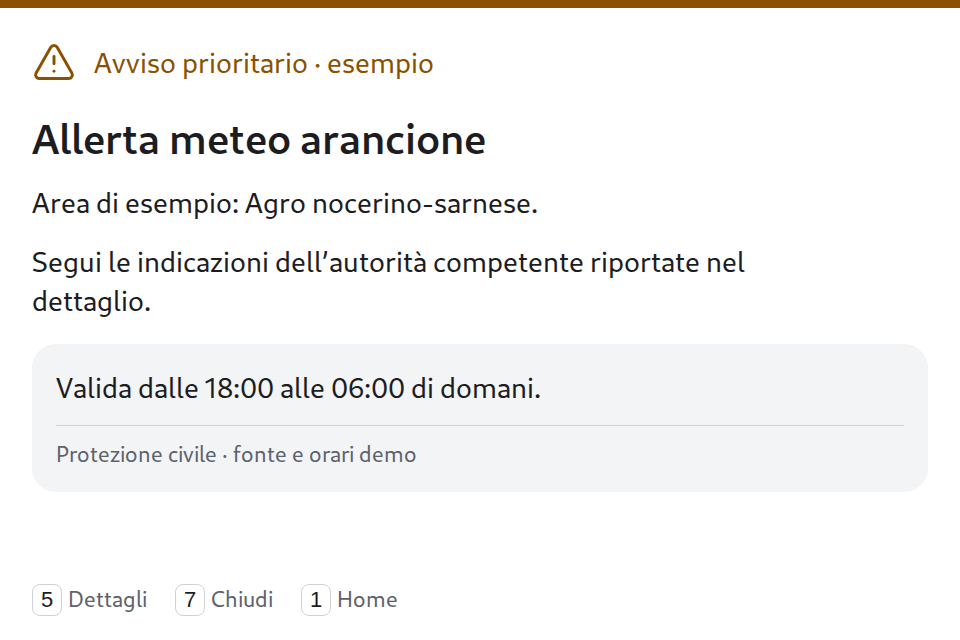 Avviso prioritario · esempio
Allerta meteo arancione
Area di esempio: Agro nocerino-sarnese.
Segui le indicazioni dell’autorità competente riportate nel
dettaglio.
Valida dalle 18:00 alle 06:00 di domani.
Protezione civile · fonte e orari demo
5 Dettagli 7 Chiudi 1 Home